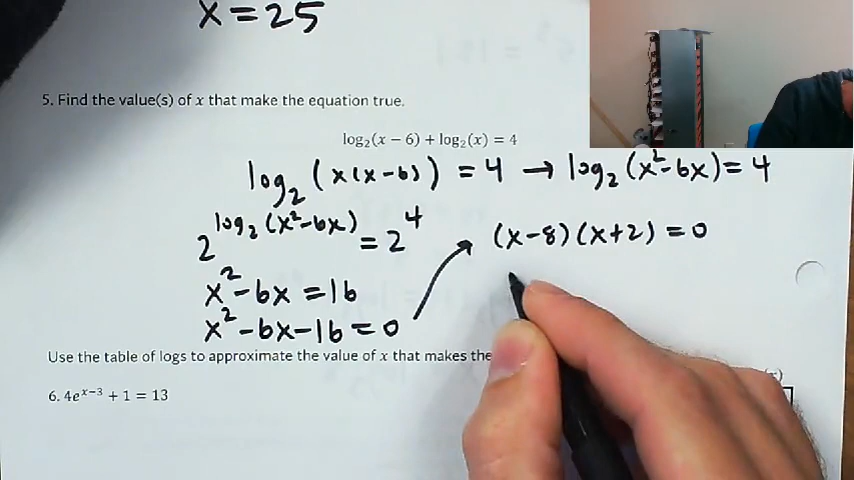 x = 25
5. Find the value(s) of x that make the equation true.
log₂(x − 6) + log₂(x) = 4
log₂(x(x-6)) = 4 → log₂(x²-6x) = 4
2^(log₂(x²-6x)) = 2⁴
(x-8)(x+2) = 0
x²-6x = 16
x²-6x-16 = 0
Use the table of logs to approximate the value of x that makes the
6. 4eˣ⁻³ + 1 = 13